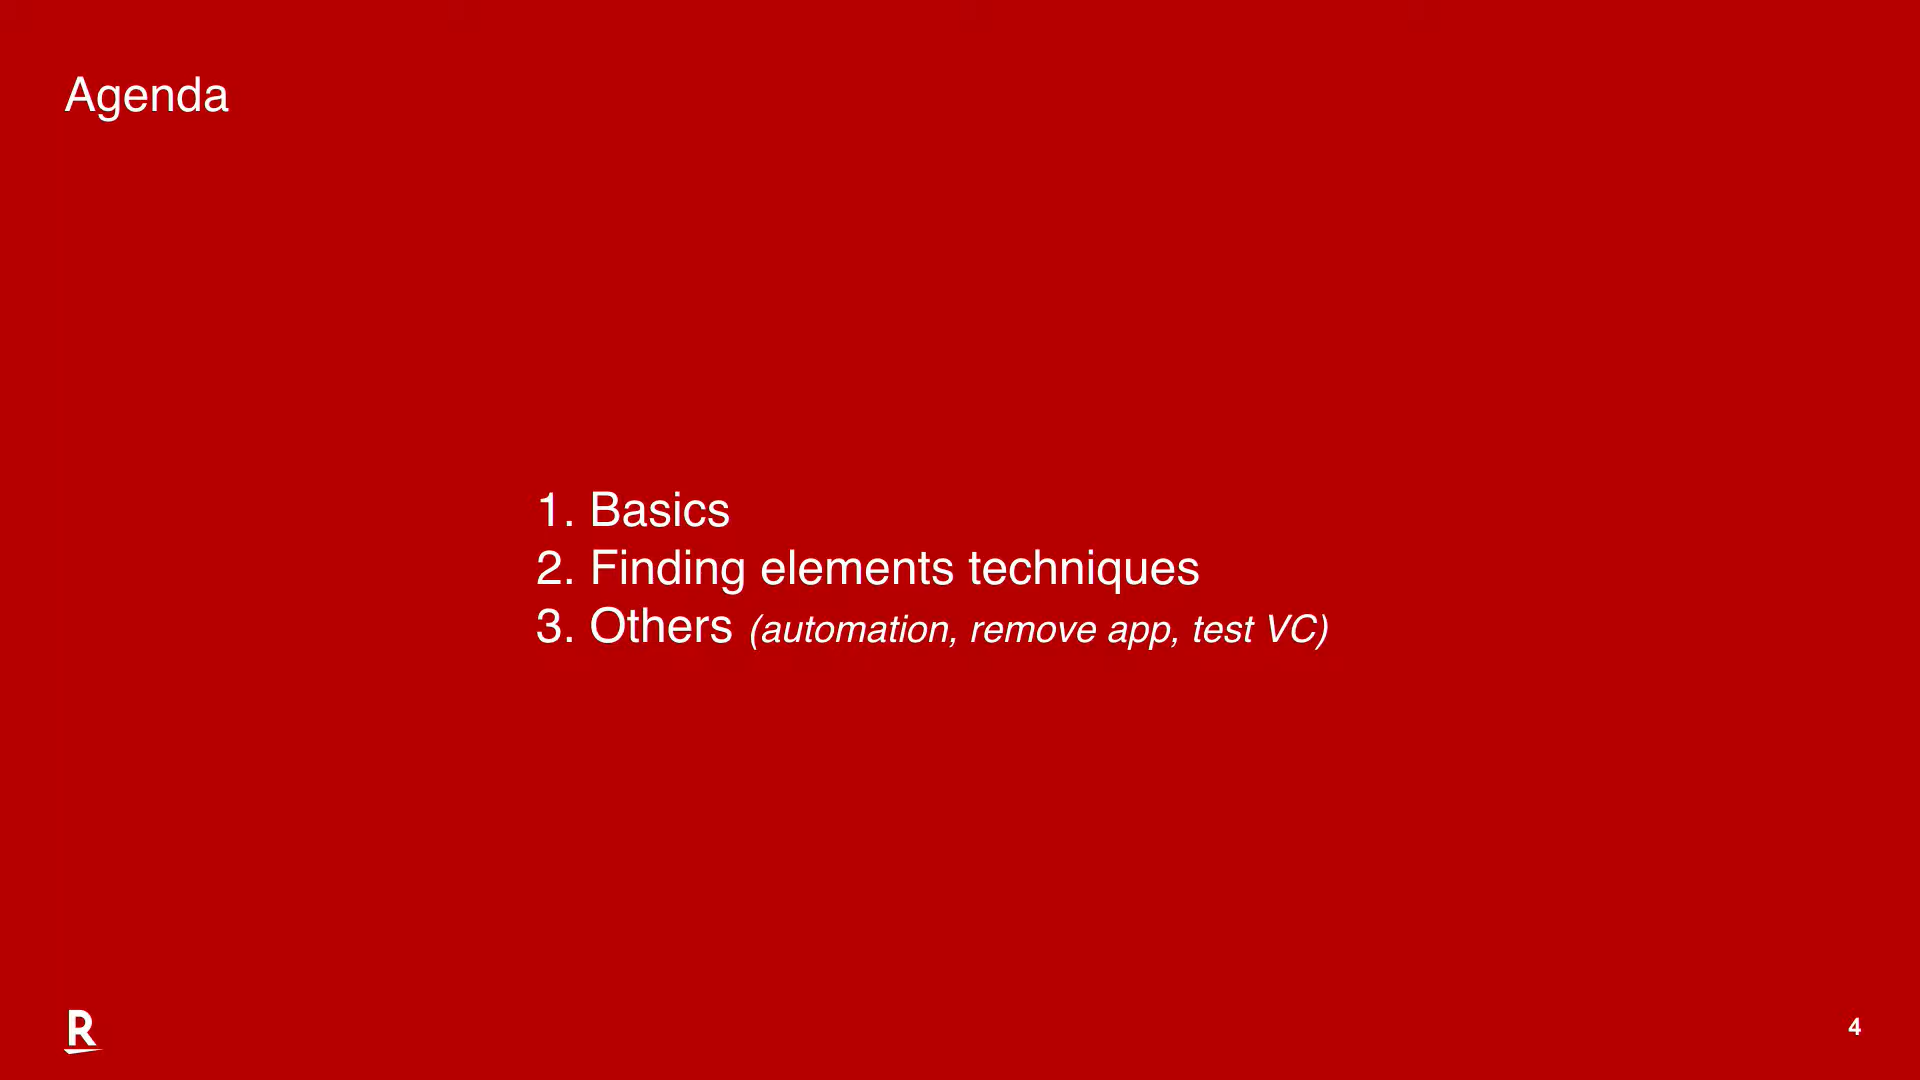 Agenda
1. Basics
2. Finding elements techniques
3. Others (automation, remove app, test VC)
R
4